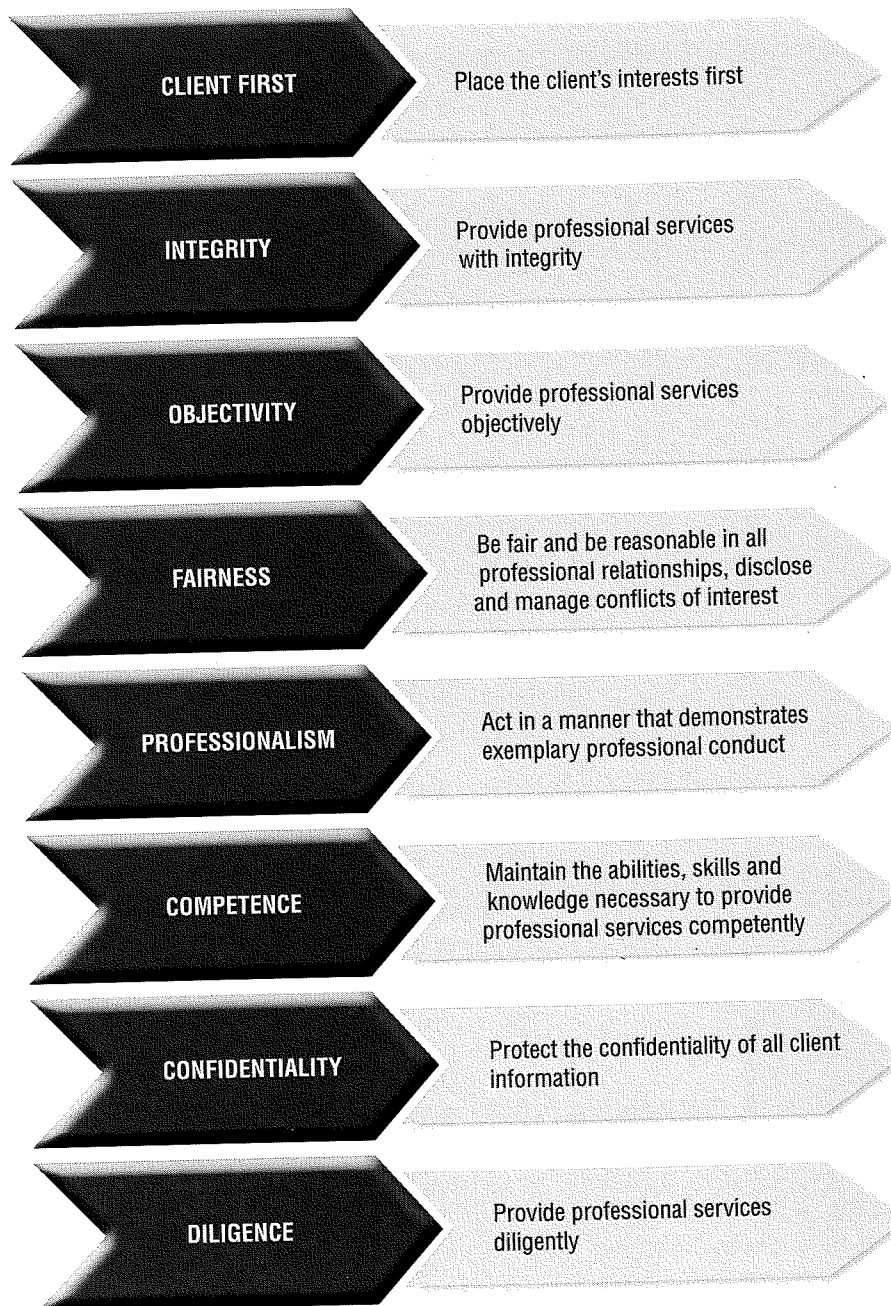 CLIENT FIRST
Place the client's interests first
INTEGRITY
Provide professional services
with integrity
OBJECTIVITY
Provide professional services
objectively
FAIRNESS
Be fair and be reasonable in all
professional relationships, disclose
and manage conflicts of interest
PROFESSIONALISM
Act in a manner that demonstrates
exemplary professional conduct
COMPETENCE
Maintain the abilities, skills and
knowledge necessary to provide
professional services competently
CONFIDENTIALITY
Protect the confidentiality of all client
information
DILIGENCE
Provide professional services
diligently